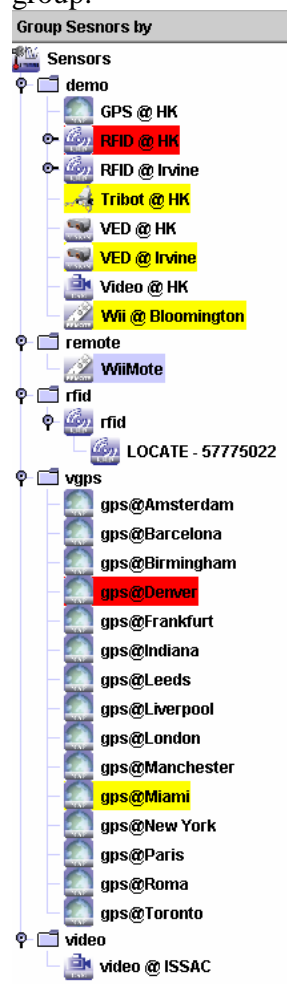 group.
Group Sesnors by
Sensors
demo
GPS @ HK
RFID @ HK
RFID @ Irvine
Tribot @ HK
VED @ HK
VED @ Irvine
Video @ HK
Wii @ Bloomington
remote
WiiMote
rfid
rfid
LOCATE - 57775022
vgps
gps@Amsterdam
gps@Barcelona
gps@Birmingham
gps@Denver
gps@Frankfurt
gps@Indiana
gps@Leeds
gps@Liverpool
gps@London
gps@Manchester
gps@Miami
gps@New York
gps@Paris
gps@Roma
gps@Toronto
video
video @ ISSAC